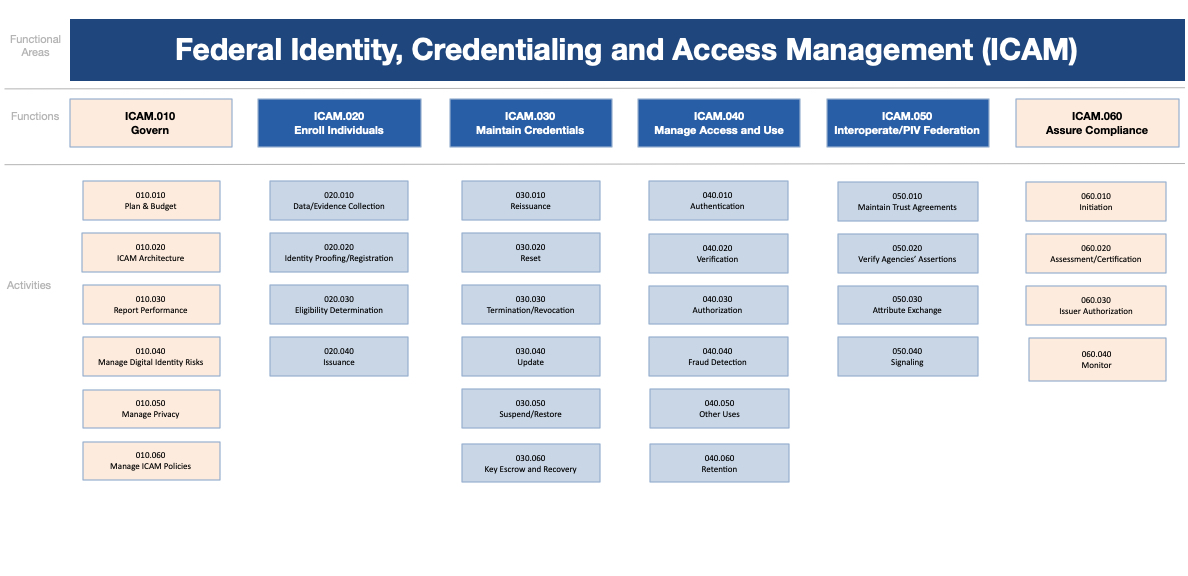 Functional
Areas
Federal Identity, Credentialing and Access Management (ICAM)
Functions
ICAM.010
Govern
ICAM.020
Enroll Individuals
ICAM.030
Maintain Credentials
ICAM.040
Manage Access and Use
ICAM.050
Interoperate/PIV Federation
ICAM.060
Assure Compliance
Activities
010.010
Plan & Budget
010.020
ICAM Architecture
010.030
Report Performance
010.040
Manage Digital Identity Risks
010.050
Manage Privacy
010.060
Manage ICAM Policies
020.010
Data/Evidence Collection
020.020
Identity Proofing/Registration
020.030
Eligibility Determination
020.040
Issuance
030.010
Reissuance
030.020
Reset
030.030
Termination/Revocation
030.040
Update
030.050
Suspend/Restore
030.060
Key Escrow and Recovery
040.010
Authentication
040.020
Verification
040.030
Authorization
040.040
Fraud Detection
040.050
Other Uses
040.060
Retention
050.010
Maintain Trust Agreements
050.020
Verify Agencies’ Assertions
050.030
Attribute Exchange
050.040
Signaling
060.010
Initiation
060.020
Assessment/Certification
060.030
Issuer Authorization
060.040
Monitor